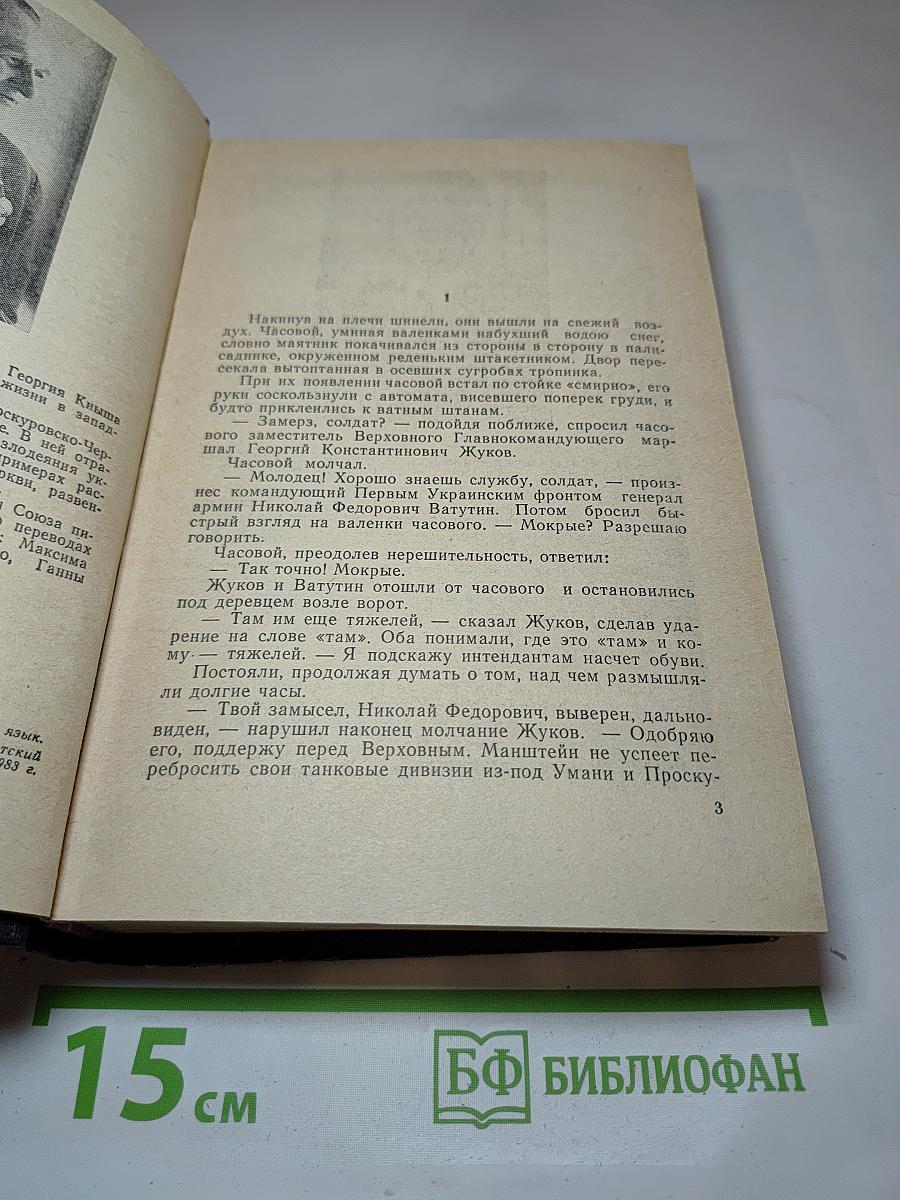 Георгия Кныша
жизни в запад-
оскуровско-Чер-
е. В ней отра-
злодеяния ук-
римерах рас-
ркви, развен-
Союза пи-
переводах
Максима
о, Ганны
язык.
тский
983 г.
1
Накинув на плечи шинели, они вышли на свежий воз-
дух. Часовой, уминая валенками набухший водою снег,
словно маятник покачивался из стороны в сторону в пали-
саднике, окруженном реденьким штакетником. Двор пере-
секала вытоптанная в осевших сугробах тропинка.
При их появлении часовой встал по стойке «смирно», его
руки соскользнули с автомата, висевшего поперек груди, и
будто приклеились к ватным штанам.
— Замерз, солдат? — подойдя поближе, спросил часо-
вого заместитель Верховного Главнокомандующего мар-
шал Георгий Константинович Жуков.
Часовой молчал.
— Молодец! Хорошо знаешь службу, солдат, — произ-
нес командующий Первым Украинским фронтом генерал
армии Николай Федорович Ватутин. Потом бросил бы-
стрый взгляд на валенки часового. — Мокрые? Разрешаю
говорить.
Часовой, преодолев нерешительность, ответил:
— Так точно! Мокрые.
Жуков и Ватутин отошли от часового и остановились
под деревцем возле ворот.
— Там им еще тяжелей, — сказал Жуков, сделав уда-
рение на слове «там». Оба понимали, где это «там» и ко-
му — тяжелей. — Я подскажу интендантам насчет обуви.
Постояли, продолжая думать о том, над чем размышля-
ли долгие часы.
— Твой замысел, Николай Федорович, выверен, дально-
виден, — нарушил наконец молчание Жуков. — Одобряю
его, поддержу перед Верховным. Манштейн не успеет пе-
ребросить свои танковые дивизии из-под Умани и Проску-
3
15 см
БФ БИБЛИОФАН